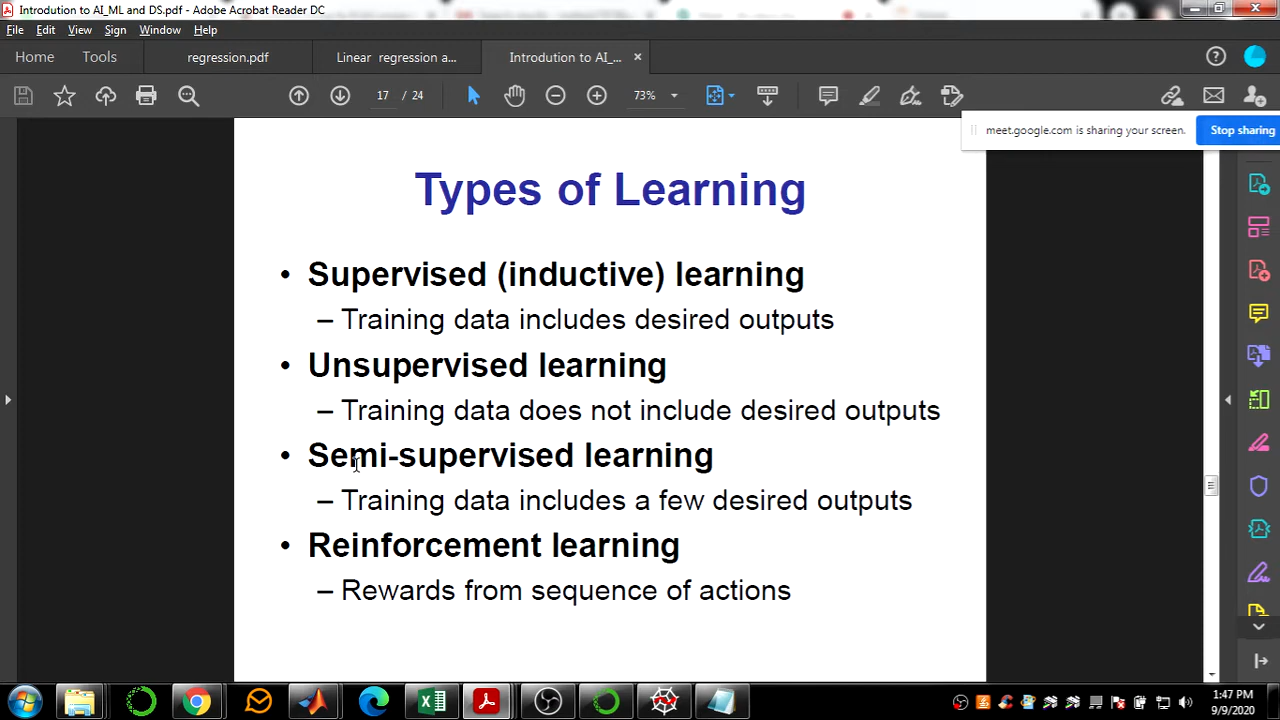 Introdution to AI_ML and DS.pdf - Adobe Acrobat Reader DC
File Edit View Sign Window Help
Home Tools regression.pdf Linear regression a... Introdution to AI_... ×
17 / 24 73%
meet.google.com is sharing your screen. Stop sharing
Types of Learning
• Supervised (inductive) learning
– Training data includes desired outputs
• Unsupervised learning
– Training data does not include desired outputs
• Semi-supervised learning
– Training data includes a few desired outputs
• Reinforcement learning
– Rewards from sequence of actions
1:47 PM
9/9/2020